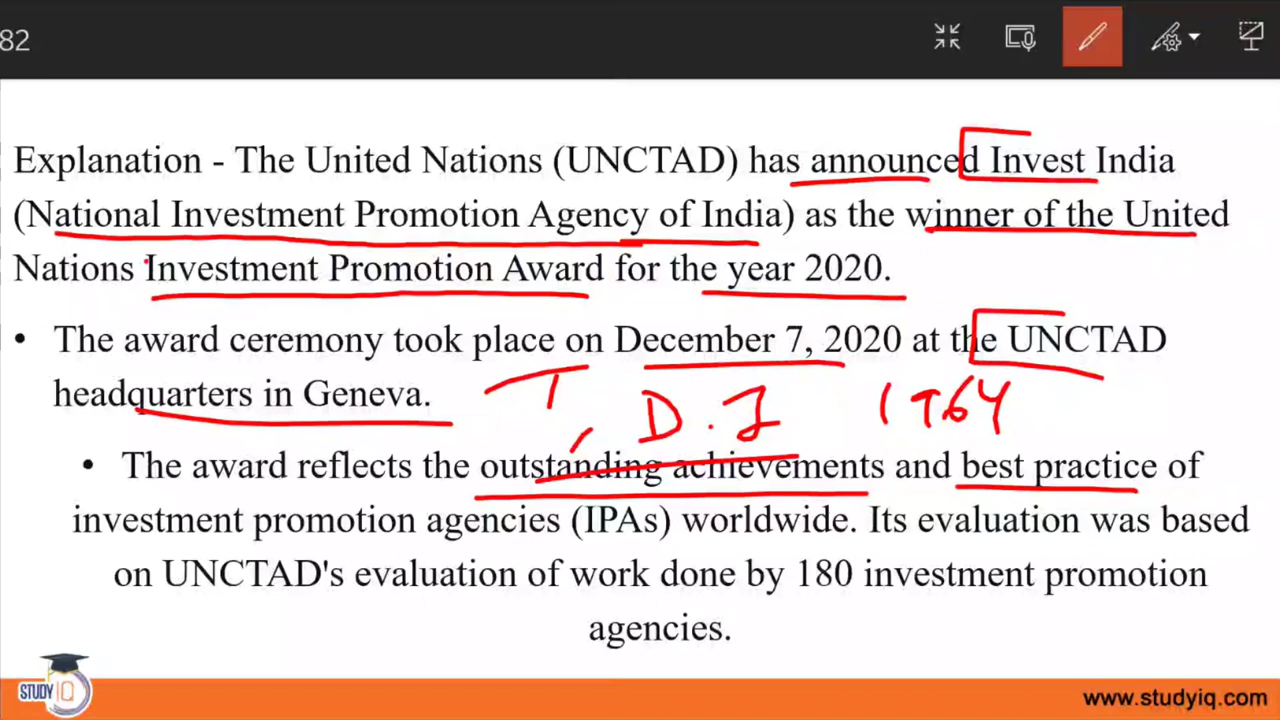 82
Explanation - The United Nations (UNCTAD) has announced Invest India
(National Investment Promotion Agency of India) as the winner of the United
Nations Investment Promotion Award for the year 2020.
• The award ceremony took place on December 7, 2020 at the UNCTAD
headquarters in Geneva.
T, D. I 1964
• The award reflects the outstanding achievements and best practice of
investment promotion agencies (IPAs) worldwide. Its evaluation was based
on UNCTAD's evaluation of work done by 180 investment promotion
agencies.
STUDY IQ
www.studyiq.com